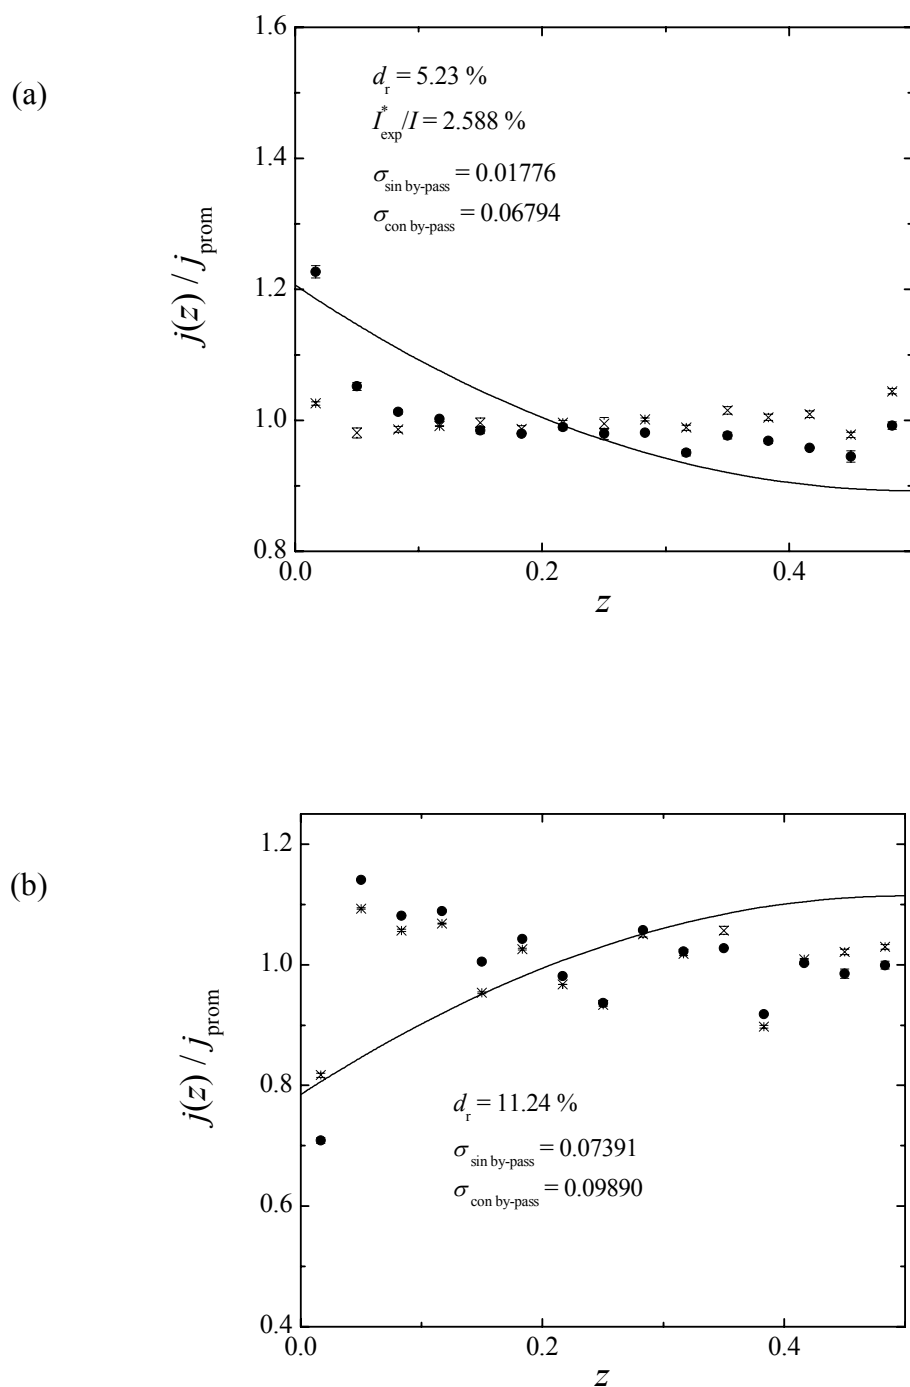 (a)
1.6
1.4
1.2
1.0
0.8
j(z) / j_prom
d_r = 5.23 %
I*_exp/I = 2.588 %
σ_sin by-pass = 0.01776
σ_con by-pass = 0.06794
0.0 0.2 0.4
z
(b)
1.2
1.0
0.8
0.6
0.4
j(z) / j_prom
d_r = 11.24 %
σ_sin by-pass = 0.07391
σ_con by-pass = 0.09890
0.0 0.2 0.4
z